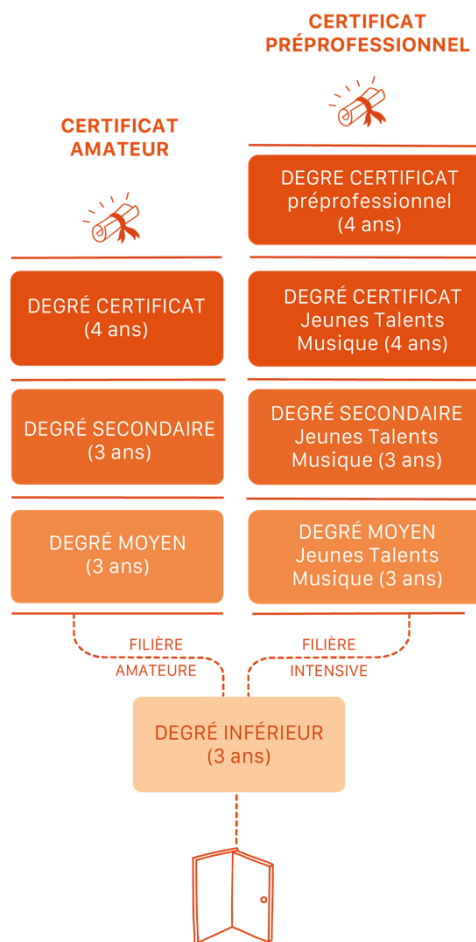 CERTIFICAT
PRÉPROFESSIONNEL
CERTIFICAT
AMATEUR
DEGRE CERTIFICAT
préprofessionnel
(4 ans)
DEGRÉ CERTIFICAT
(4 ans)
DEGRÉ CERTIFICAT
Jeunes Talents
Musique (4 ans)
DEGRÉ SECONDAIRE
(3 ans)
DEGRÉ SECONDAIRE
Jeunes Talents
Musique (3 ans)
DEGRÉ MOYEN
(3 ans)
DEGRÉ MOYEN
Jeunes Talents
Musique (3 ans)
FILIÈRE
AMATEURE
FILIÈRE
INTENSIVE
DEGRÉ INFÉRIEUR
(3 ans)